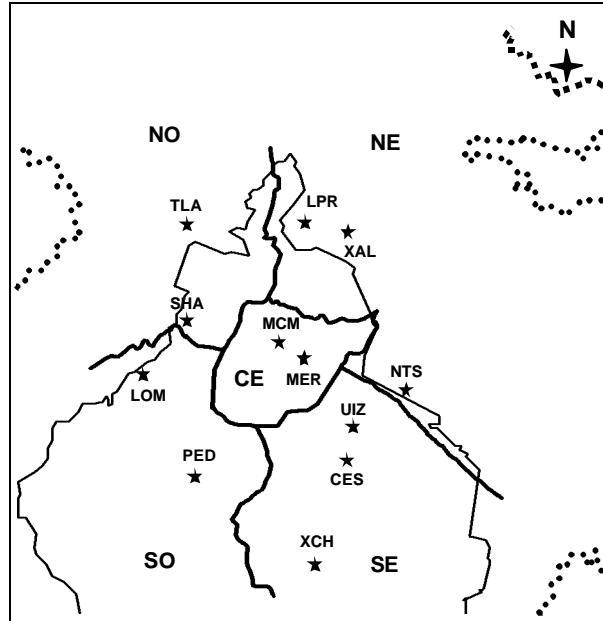 N
NO
NE
TLA
LPR
XAL
SHA
MCM
CE
MER
LOM
NTS
UIZ
PED
CES
SO
XCH
SE